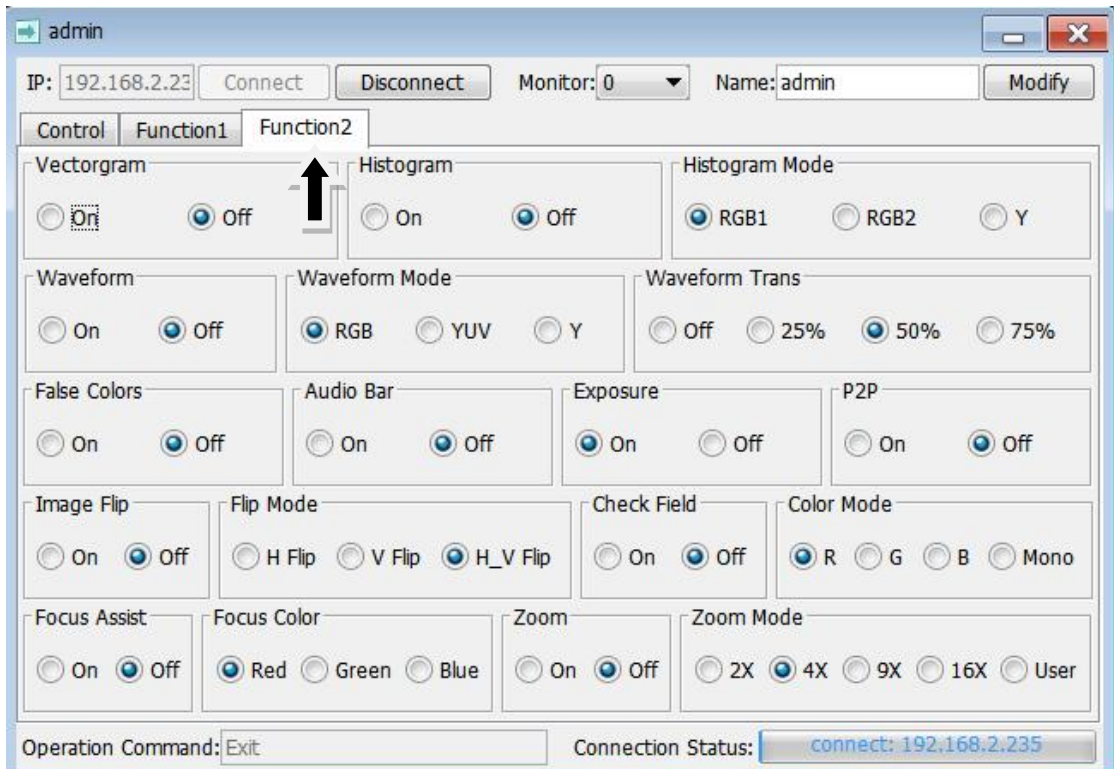 admin
IP: 192.168.2.23 Connect Disconnect Monitor: 0 Name: admin Modify
Control Function1 Function2
Vectorgram Histogram Histogram Mode
On Off On Off RGB1 RGB2 Y
Waveform Waveform Mode Waveform Trans
On Off RGB YUV Y Off 25% 50% 75%
False Colors Audio Bar Exposure P2P
On Off On Off On Off On Off
Image Flip Flip Mode Check Field Color Mode
On Off H Flip V Flip H_V Flip On Off R G B Mono
Focus Assist Focus Color Zoom Zoom Mode
On Off Red Green Blue On Off 2X 4X 9X 16X User
Operation Command: Exit Connection Status: connect: 192.168.2.235